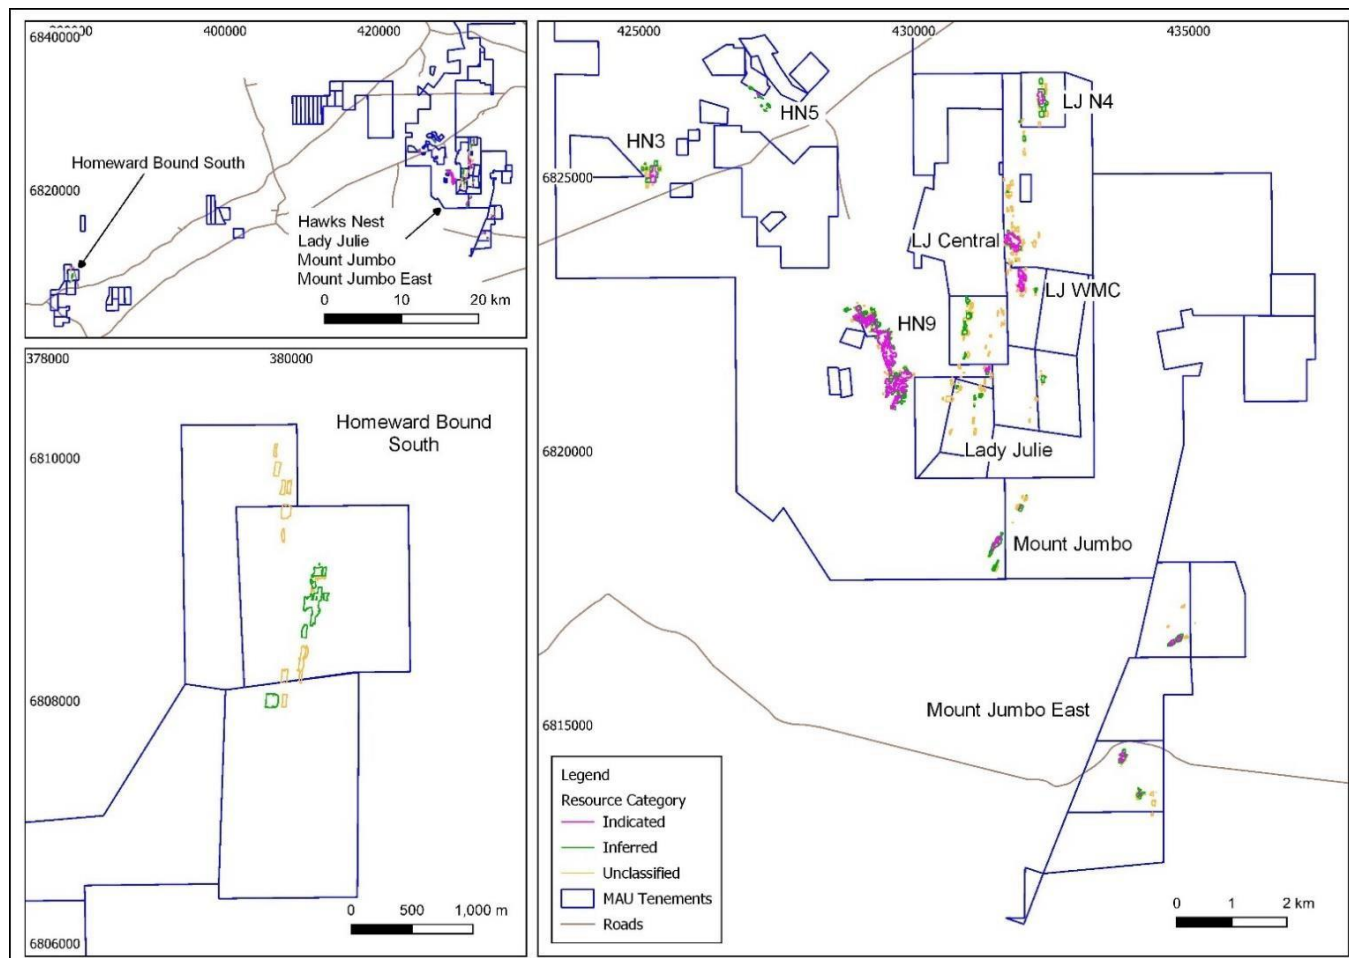 400000
420000
6840000
6820000
Homeward Bound South
Hawks Nest
Lady Julie
Mount Jumbo
Mount Jumbo East
0 10 20 km
378000
380000
Homeward Bound
South
6810000
6808000
6806000
0 500 1,000 m
425000
430000
435000
LJ N4
HN5
HN3
6825000
LJ Central
LJ WMC
HN9
6820000
Lady Julie
Mount Jumbo
Mount Jumbo East
6815000
Legend
Resource Category
Indicated
Inferred
Unclassified
MAU Tenements
Roads
0 1 2 km